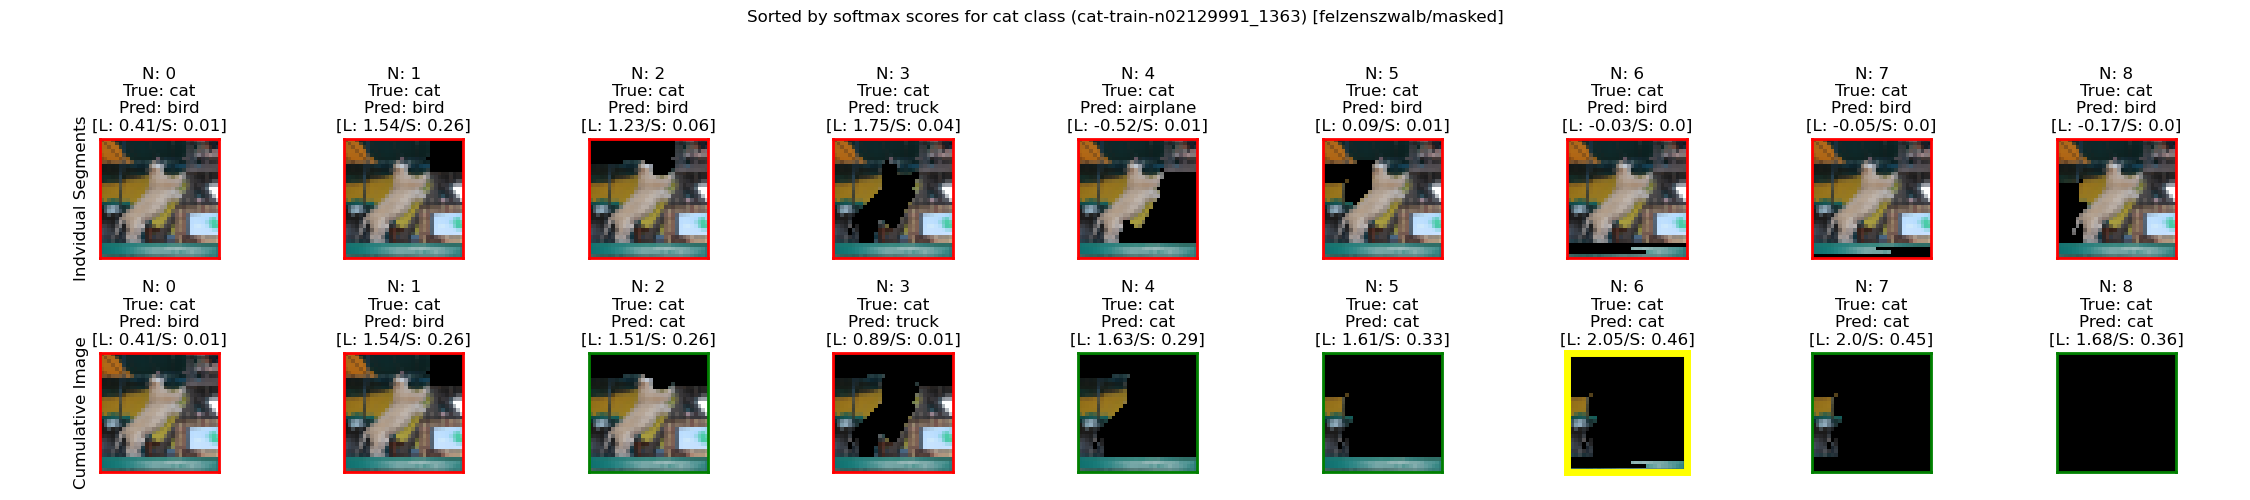 Sorted by softmax scores for cat class (cat-train-n02129991_1363) [felzenszwalb/masked]
Indvidual Segments
N: 0
True: cat
Pred: bird
[L: 0.41/S: 0.01]
N: 1
True: cat
Pred: bird
[L: 1.54/S: 0.26]
N: 2
True: cat
Pred: bird
[L: 1.23/S: 0.06]
N: 3
True: cat
Pred: truck
[L: 1.75/S: 0.04]
N: 4
True: cat
Pred: airplane
[L: -0.52/S: 0.01]
N: 5
True: cat
Pred: bird
[L: 0.09/S: 0.01]
N: 6
True: cat
Pred: bird
[L: -0.03/S: 0.0]
N: 7
True: cat
Pred: bird
[L: -0.05/S: 0.0]
N: 8
True: cat
Pred: bird
[L: -0.17/S: 0.0]
Cumulative Image
N: 0
True: cat
Pred: bird
[L: 0.41/S: 0.01]
N: 1
True: cat
Pred: bird
[L: 1.54/S: 0.26]
N: 2
True: cat
Pred: cat
[L: 1.51/S: 0.26]
N: 3
True: cat
Pred: truck
[L: 0.89/S: 0.01]
N: 4
True: cat
Pred: cat
[L: 1.63/S: 0.29]
N: 5
True: cat
Pred: cat
[L: 1.61/S: 0.33]
N: 6
True: cat
Pred: cat
[L: 2.05/S: 0.46]
N: 7
True: cat
Pred: cat
[L: 2.0/S: 0.45]
N: 8
True: cat
Pred: cat
[L: 1.68/S: 0.36]